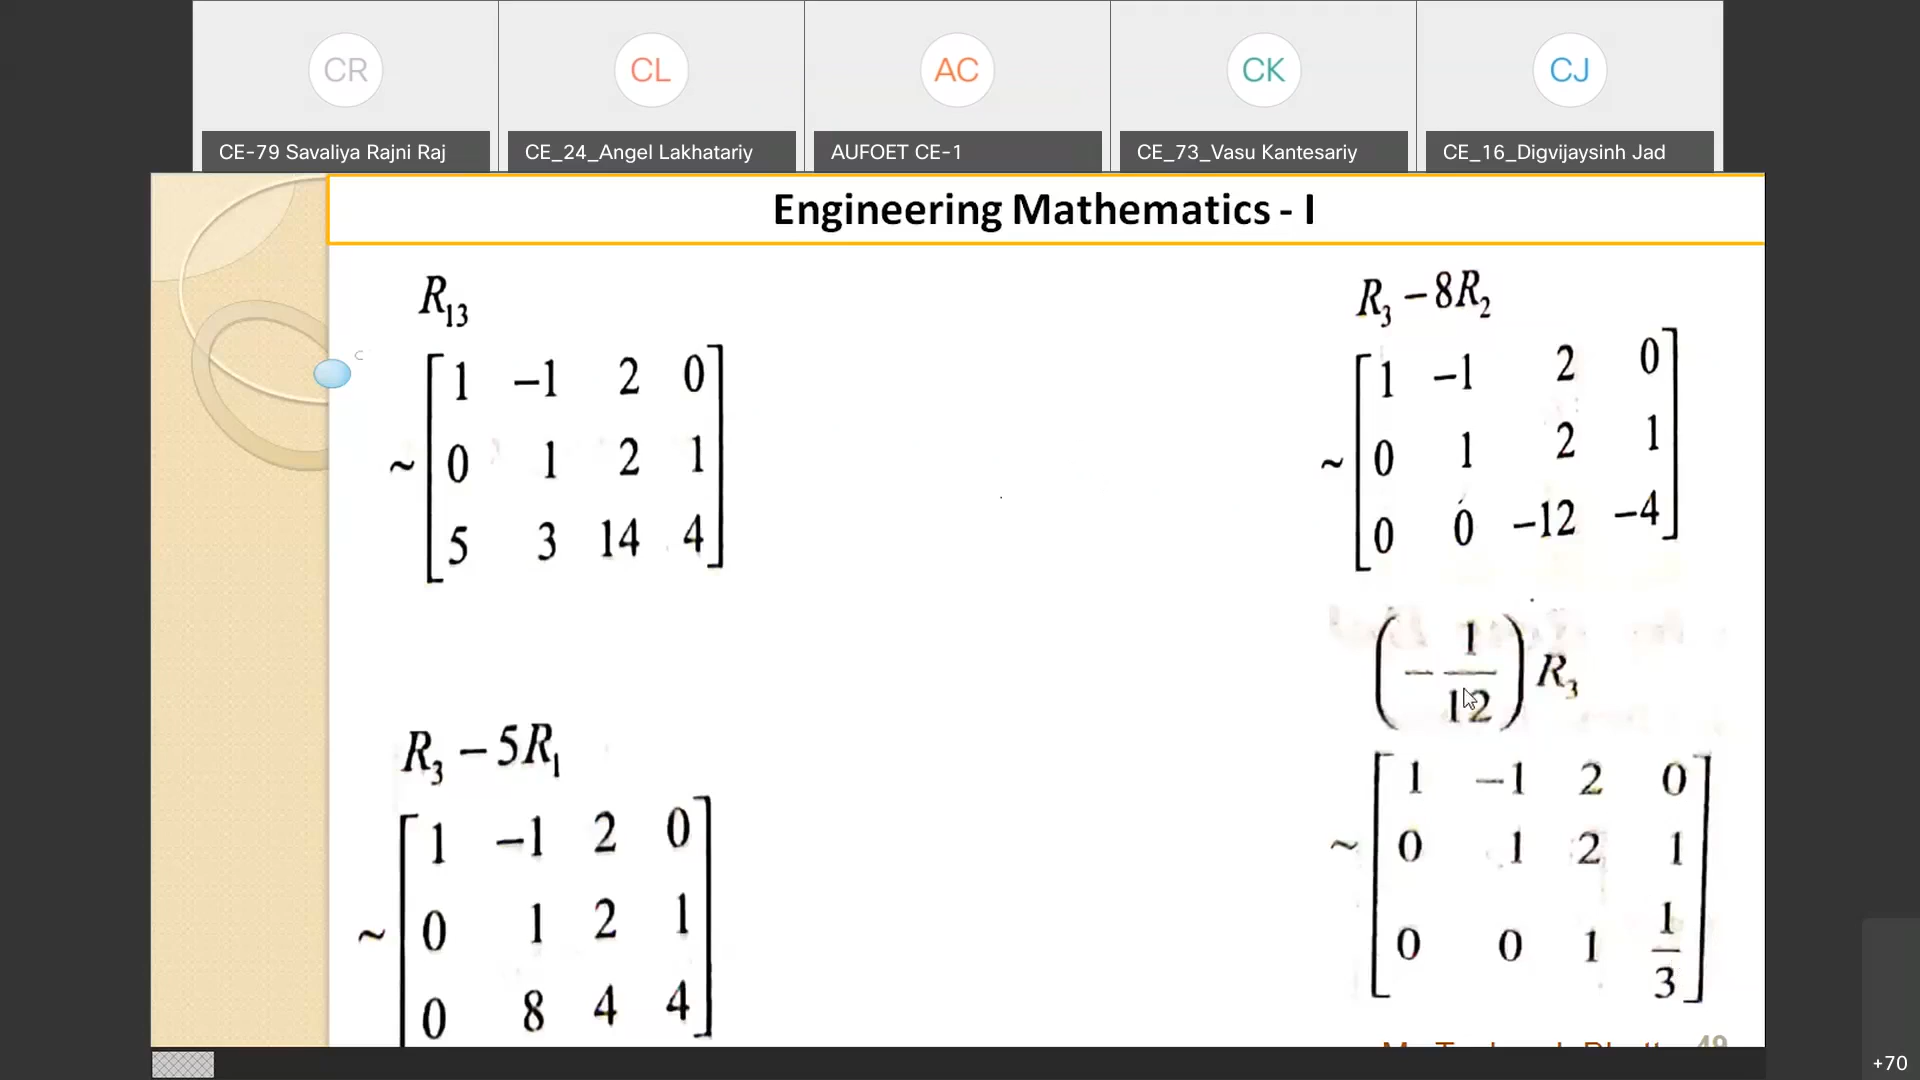 CR
CL
AC
CK
CJ
CE-79 Savaliya Rajni Raj
CE_24_Angel Lakhatariy
AUFOET CE-1
CE_73_Vasu Kantesariy
CE_16_Digvijaysinh Jad
Engineering Mathematics - I
R₁₃
1 −1 2 0
~ 0 1 2 1
5 3 14 4
R₃ − 5R₁
1 −1 2 0
~ 0 1 2 1
0 8 4 4
R₃ − 8R₂
1 −1 2 0
~ 0 1 2 1
0 0 −12 −4
(−1/12) R₃
1 −1 2 0
~ 0 1 2 1
0 0 1 1/3
+70